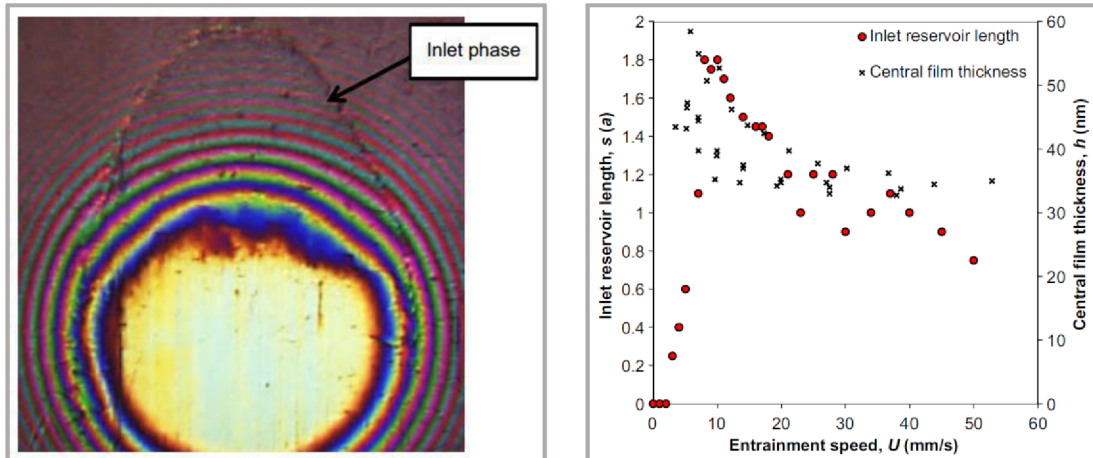 Inlet phase
Inlet reservoir length
Central film thickness
Inlet reservoir length, s (a)
2
1.8
1.6
1.4
1.2
1
0.8
0.6
0.4
0.2
0
60
50
40
30
20
10
0
Central film thickness, h (nm)
0 10 20 30 40 50 60
Entrainment speed, U (mm/s)